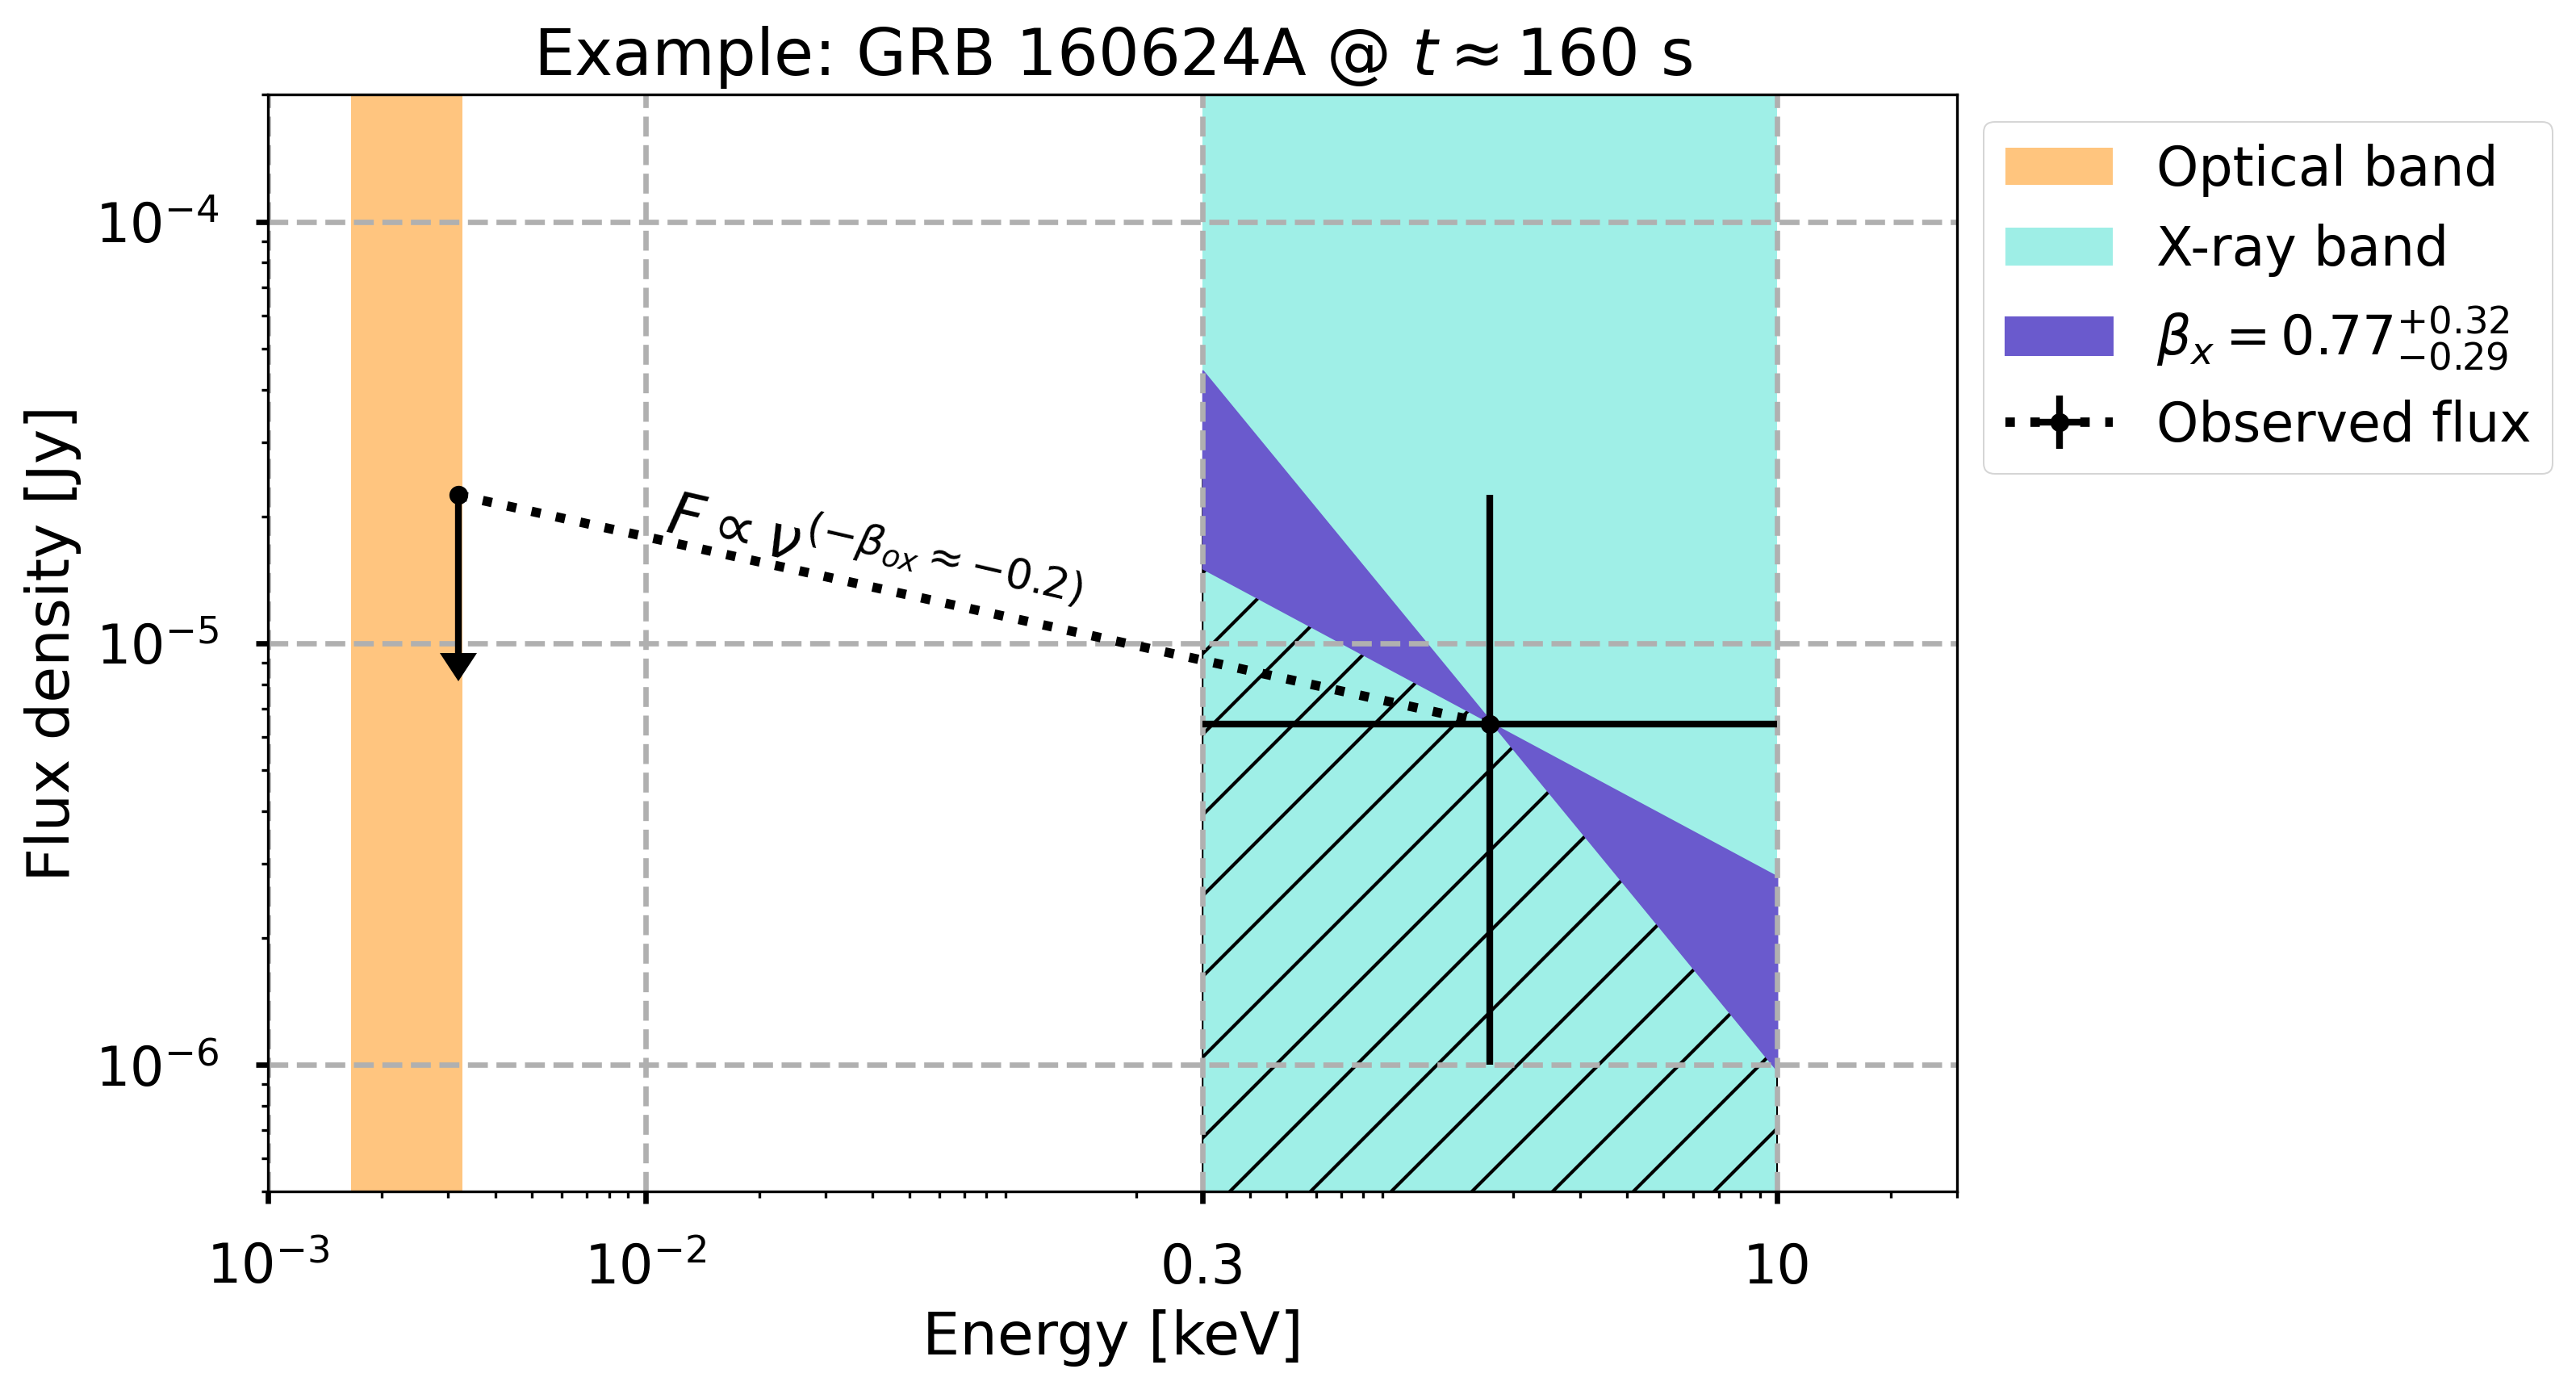 Example: GRB 160624A @ t ≈ 160 s
Flux density [Jy]
10⁻⁴
10⁻⁵
10⁻⁶
F ∝ ν^(−β_ox ≈ −0.2)
10⁻³
10⁻²
0.3
10
Energy [keV]
Optical band
X-ray band
β_x = 0.77^{+0.32}_{−0.29}
Observed flux